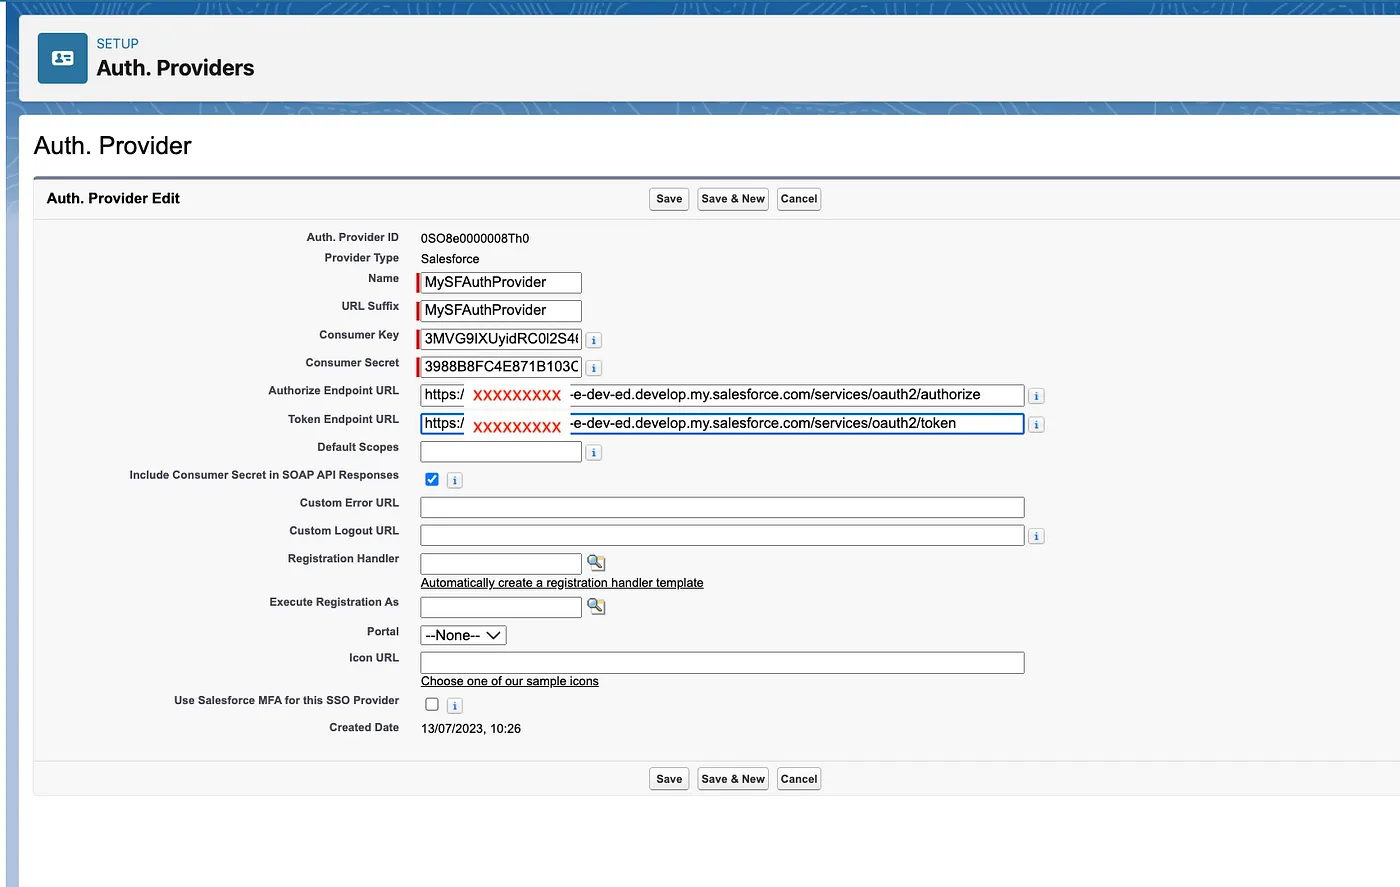 SETUP
Auth. Providers
Auth. Provider
Auth. Provider Edit Save Save & New Cancel
Auth. Provider ID 0SO8e0000008Th0
Provider Type Salesforce
Name MySFAuthProvider
URL Suffix MySFAuthProvider
Consumer Key 3MVG9IXUyidRC0l2S46
Consumer Secret 3988B8FC4E871B103C
Authorize Endpoint URL https:/ XXXXXXXXX -e-dev-ed.develop.my.salesforce.com/services/oauth2/authorize
Token Endpoint URL https:/ XXXXXXXXX -e-dev-ed.develop.my.salesforce.com/services/oauth2/token
Default Scopes
Include Consumer Secret in SOAP API Responses
Custom Error URL
Custom Logout URL
Registration Handler
Automatically create a registration handler template
Execute Registration As
Portal --None--
Icon URL
Choose one of our sample icons
Use Salesforce MFA for this SSO Provider
Created Date 13/07/2023, 10:26
Save Save & New Cancel